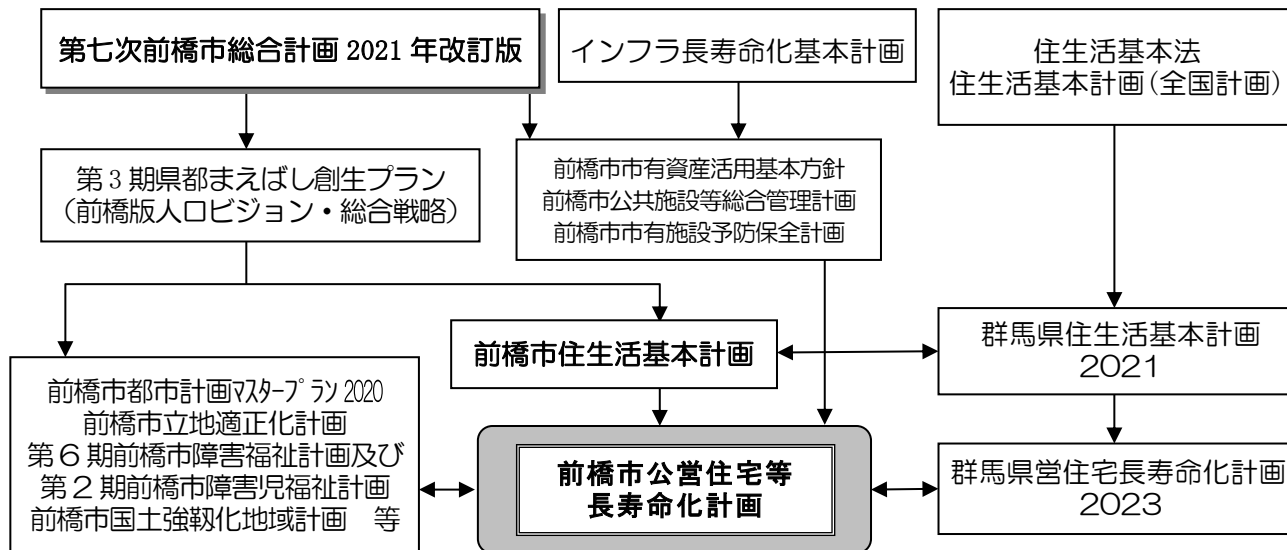 第七次前橋市総合計画 2021 年改訂版
インフラ長寿命化基本計画
住生活基本法
住生活基本計画(全国計画)
第3期県都まえばし創生プラン
(前橋版人口ビジョン・総合戦略)
前橋市市有資産活用基本方針
前橋市公共施設等総合管理計画
前橋市市有施設予防保全計画
前橋市住生活基本計画
群馬県住生活基本計画
2021
前橋市都市計画マスタープラン 2020
前橋市立地適正化計画
第6期前橋市障害福祉計画及び
第2期前橋市障害児福祉計画
前橋市国土強靱化地域計画 等
前橋市公営住宅等
長寿命化計画
群馬県営住宅長寿命化計画
2023